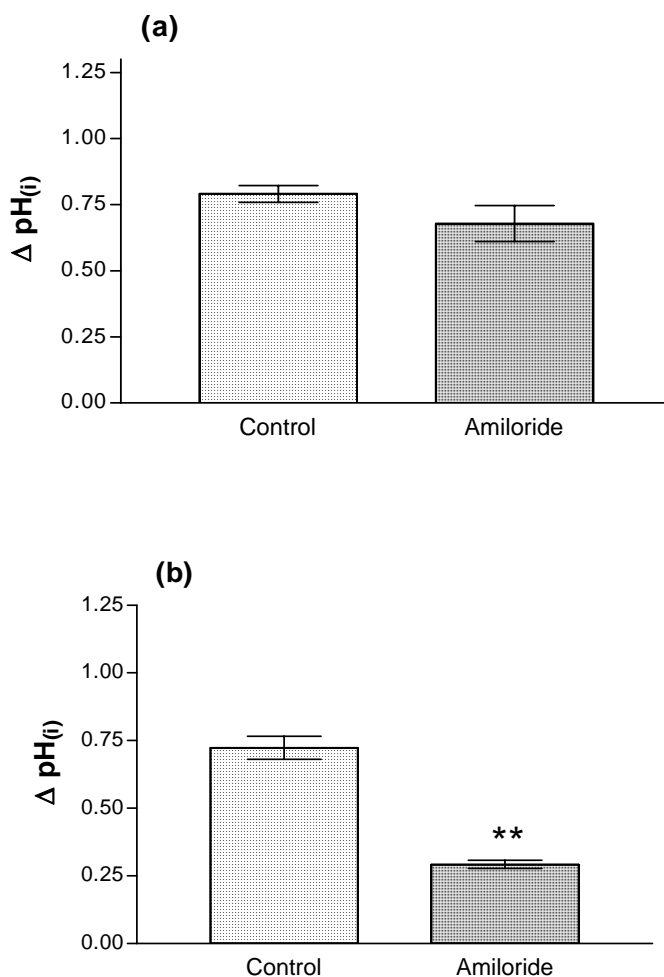 (a)
1.25
1.00
0.75
0.50
0.25
0.00
Δ pH(i)
Control Amiloride
(b)
1.25
1.00
0.75
0.50
0.25
0.00
Δ pH(i)
**
Control Amiloride